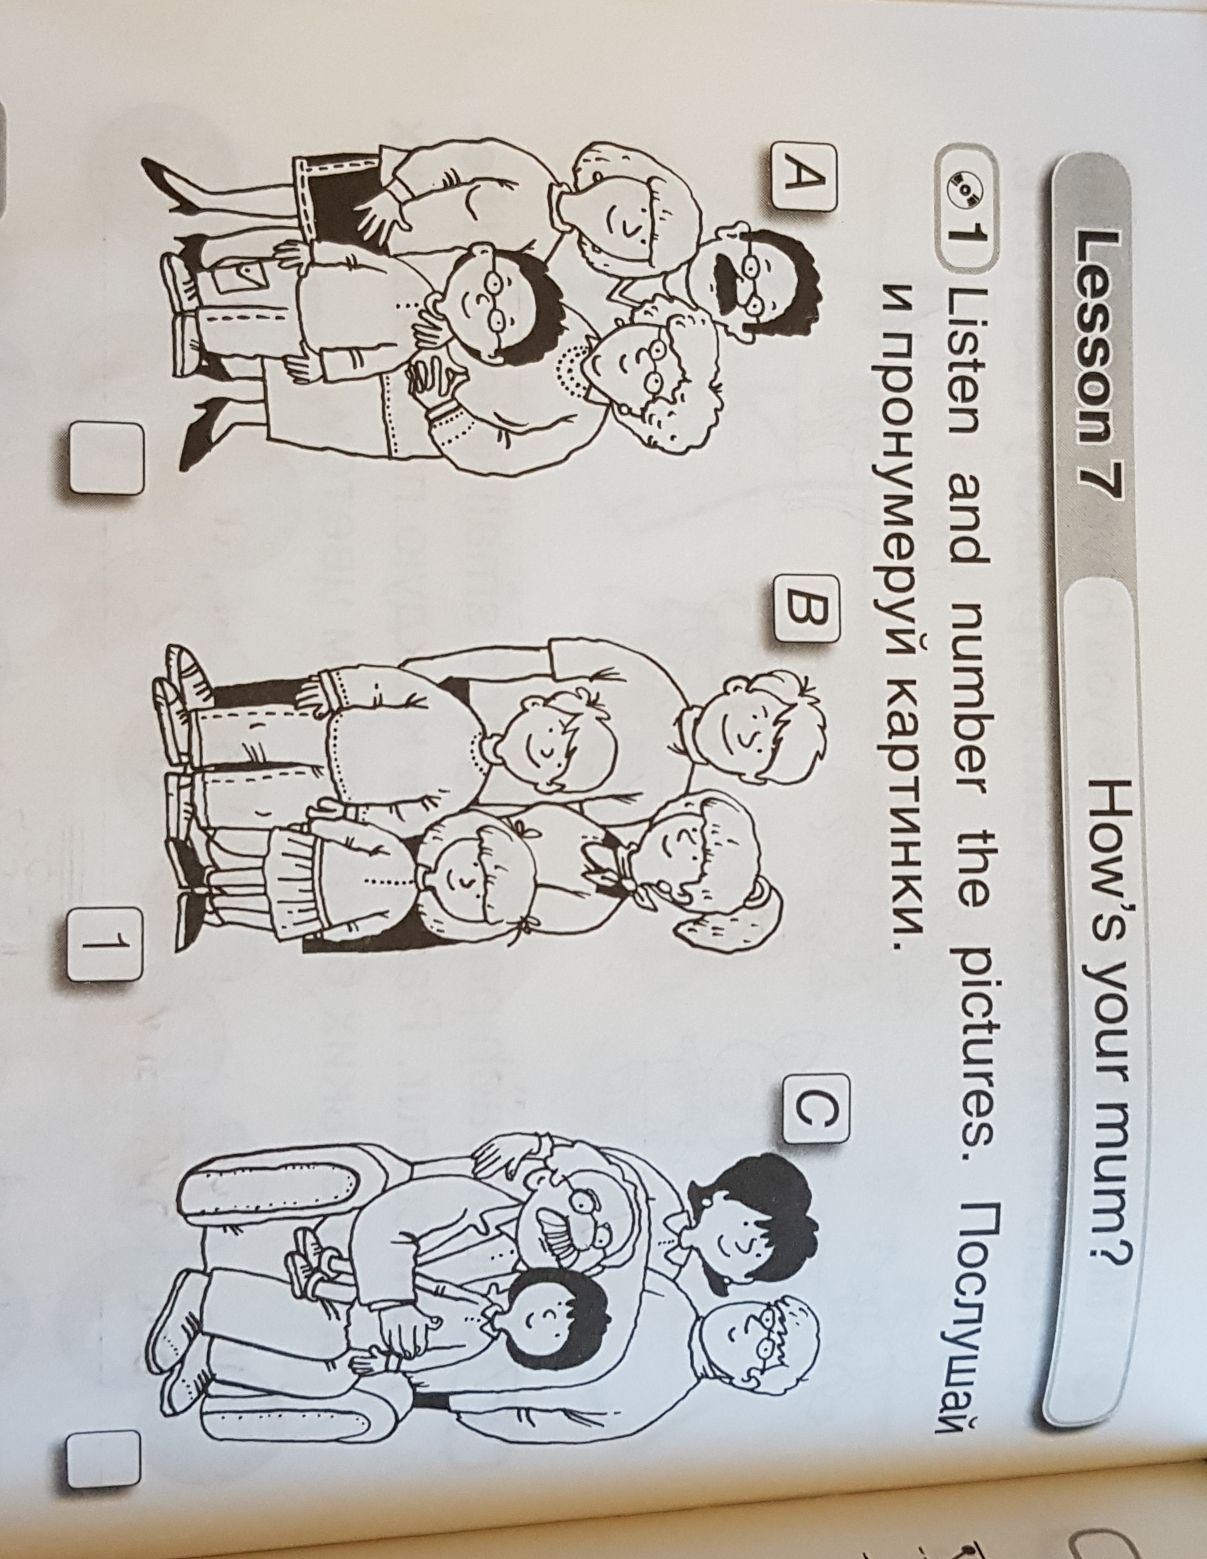 Lesson 7 How's your mum?
1 Listen and number the pictures. Послушай
и пронумеруй картинки.
A B C
1